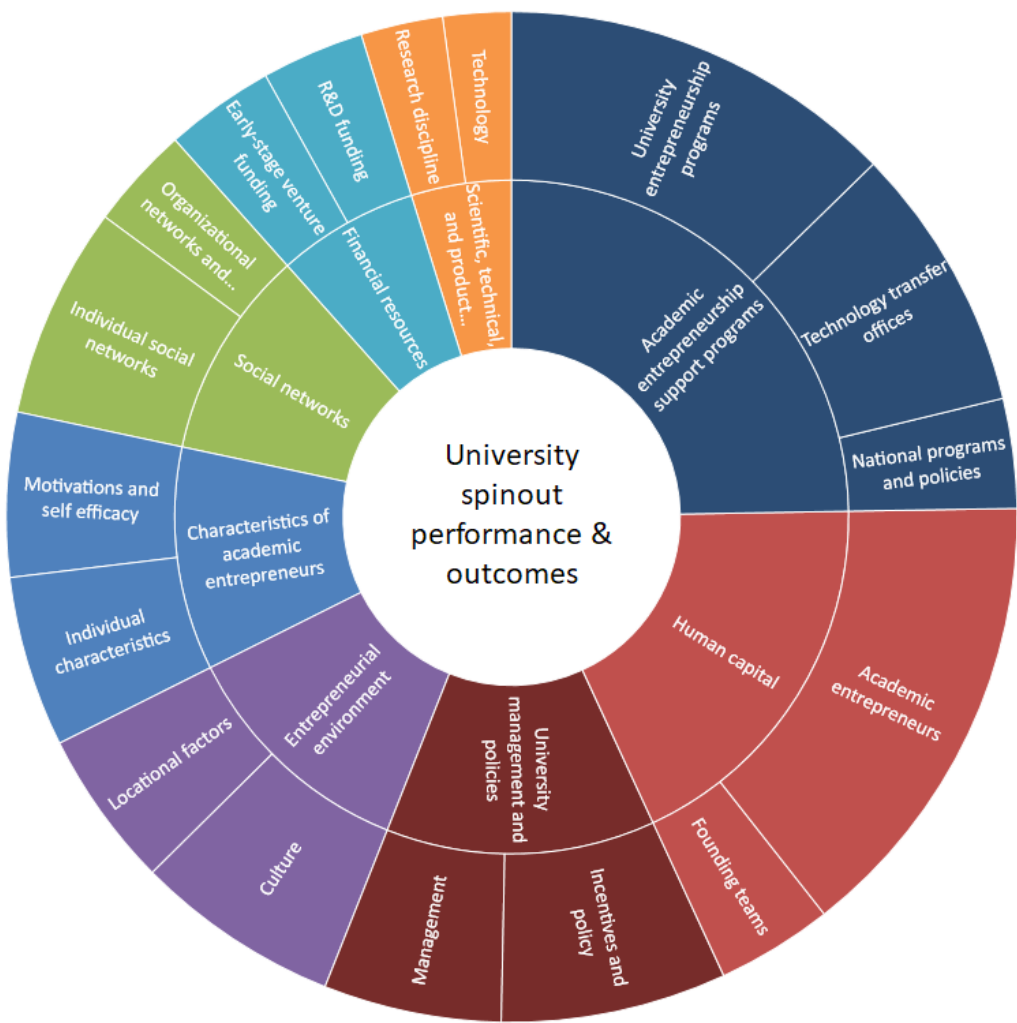 University
spinout
performance &
outcomes
Academic
entrepreneurship
support programs
University
entrepreneurship
programs
Technology transfer
offices
National programs
and policies
Human capital
Academic
entrepreneurs
Founding teams
University
management and
policies
Incentives and
policy
Management
Entrepreneurial
environment
Culture
Locational factors
Characteristics of
academic
entrepreneurs
Individual
characteristics
Motivations and
self efficacy
Social networks
Individual social
networks
Organizational
networks and...
Financial resources
Early-stage venture
funding
R&D funding
Scientific, technical,
and product...
Research discipline
Technology